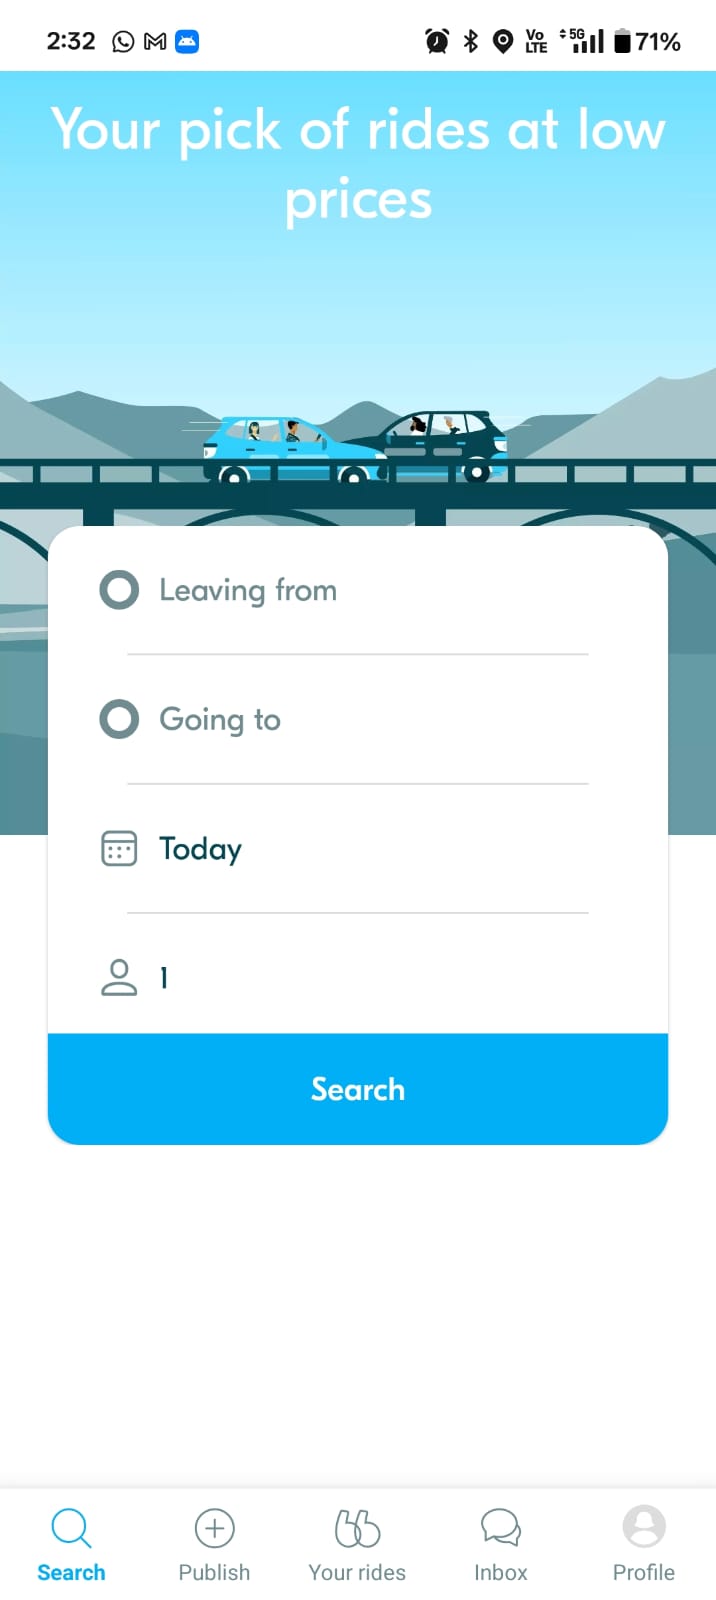 2:32 Vo LTE 5G 71%
Your pick of rides at low
prices
Leaving from
Going to
Today
1
Search
Search Publish Your rides Inbox Profile